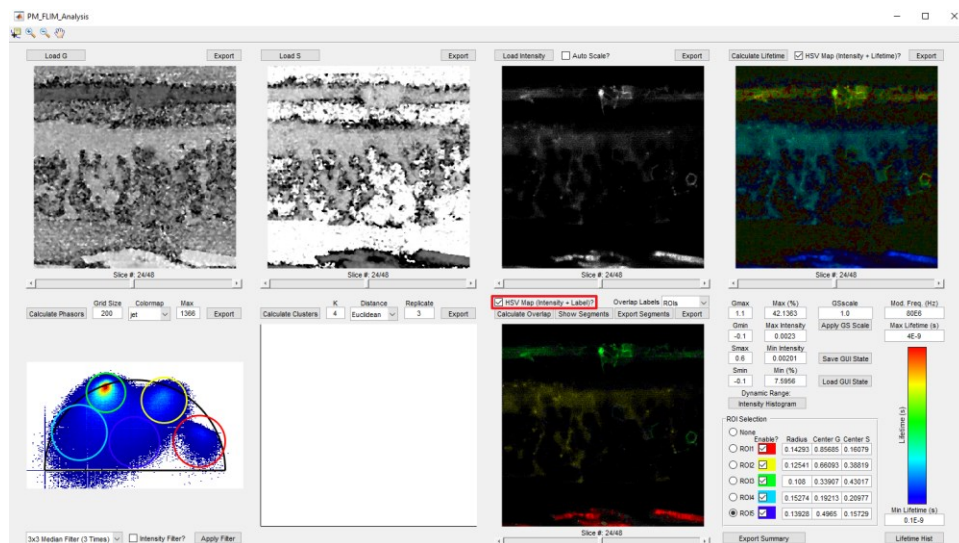 PM_FLIM_Analysis
Load G Export Load S Export Load Intensity Auto Scale? Export Calculate Lifetime HSV Map (Intensity + Lifetime)? Export
Slice #: 24/48 Slice #: 24/48 Slice #: 24/48 Slice #: 24/48
Grid Size Colormap Max
Calculate Phasors 200 jet 1366 Export
K Distance Replicate
Calculate Clusters 4 Euclidean 3 Export
HSV Map (Intensity + Label)? Overlap Labels ROIs
Calculate Overlap Show Segments Export Segments Export
Gmax Max (%) GScale Mod. Freq. (Hz)
1.1 42.1363 1.0 80E6
Gmin Max Intensity Apply GS Scale Max Lifetime (s)
-0.1 0.0023 4E-9
Smax Min Intensity
0.6 0.00201 Save GUI State
Smin Min (%)
-0.1 7.5956 Load GUI State
Dynamic Range:
Intensity Histogram
ROI Selection
None
Enable? Radius Center G Center S
ROI1 0.14293 0.85685 0.16079
ROI2 0.12541 0.66093 0.38819
ROI3 0.108 0.33907 0.43017
ROI4 0.15274 0.19213 0.20977
ROI5 0.13928 0.4965 0.15729
Lifetime (s)
Min Lifetime (s)
0.1E-9
3x3 Median Filter (3 Times) Intensity Filter? Apply Filter
Slice #: 24/48
Export Summary Lifetime Hist